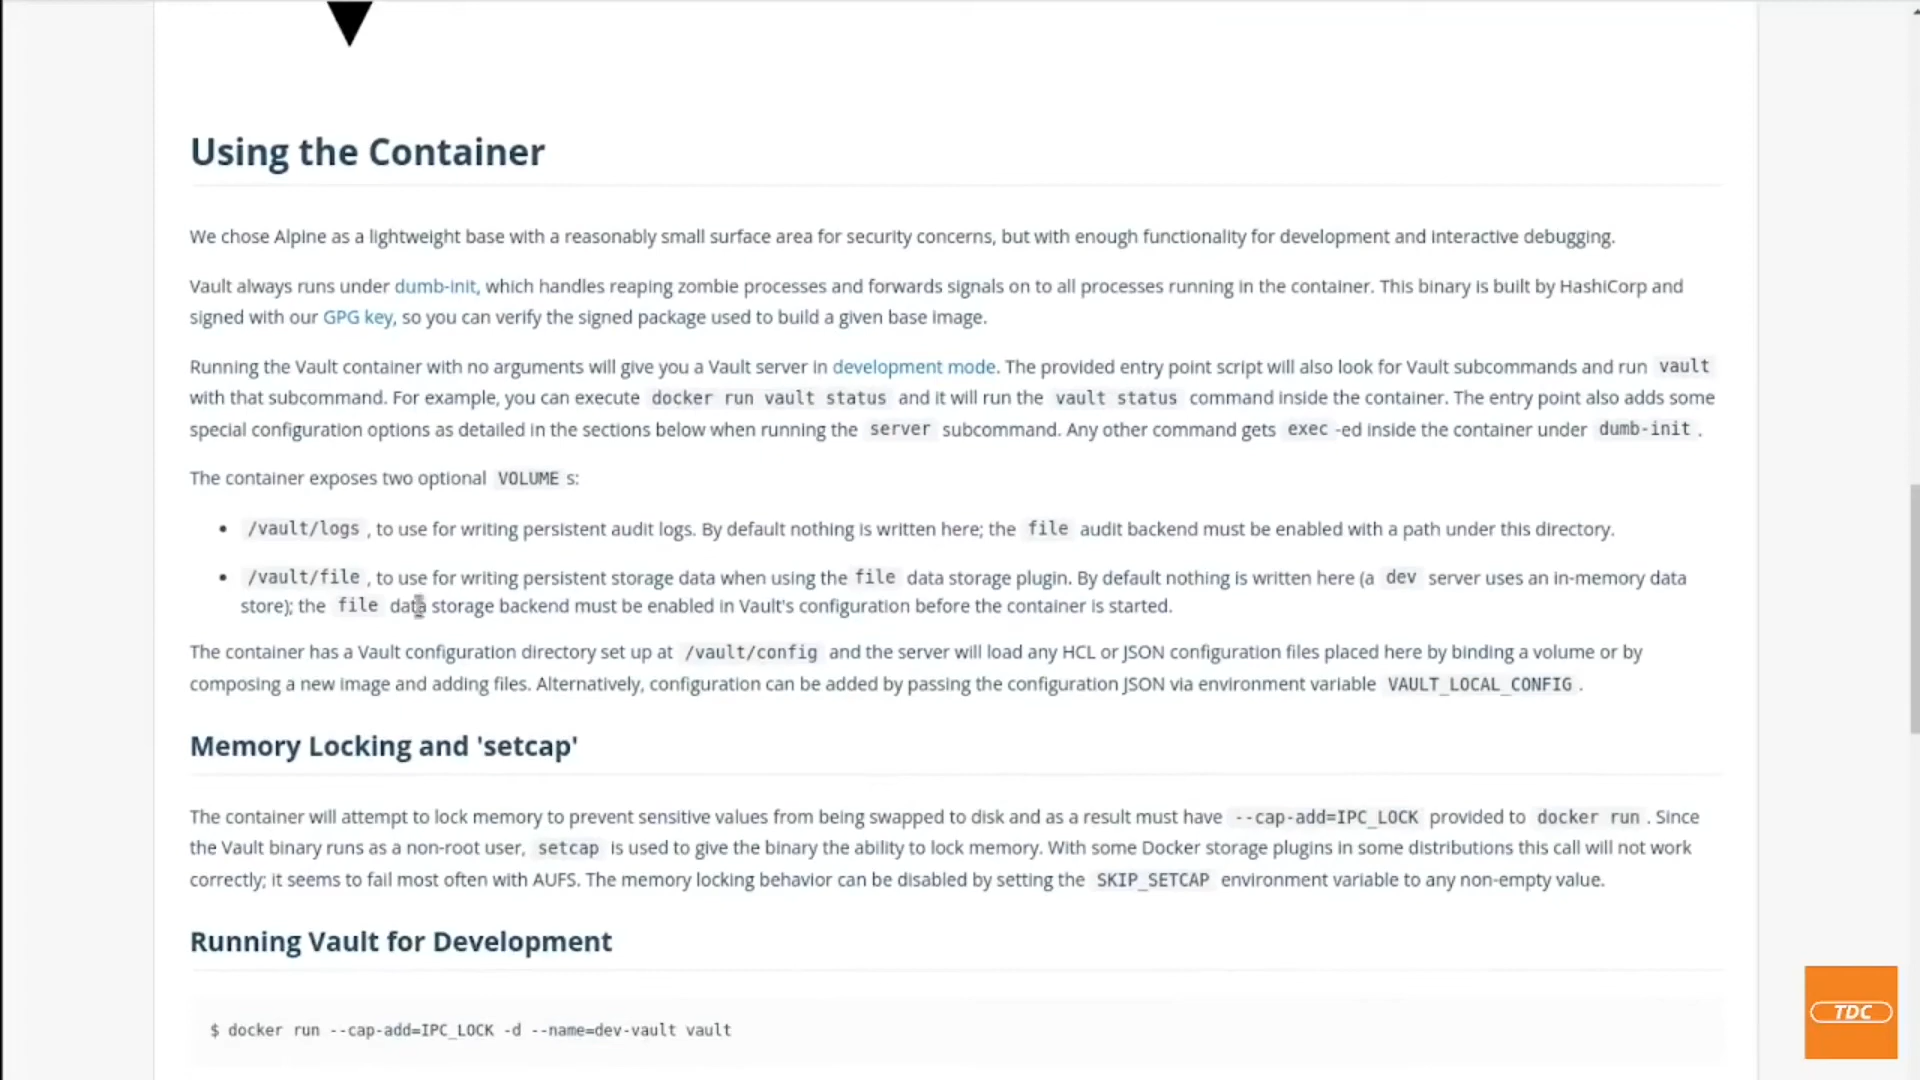 Using the Container
We chose Alpine as a lightweight base with a reasonably small surface area for security concerns, but with enough functionality for development and interactive debugging.
Vault always runs under dumb-init, which handles reaping zombie processes and forwards signals on to all processes running in the container. This binary is built by HashiCorp and
signed with our GPG key, so you can verify the signed package used to build a given base image.
Running the Vault container with no arguments will give you a Vault server in development mode. The provided entry point script will also look for Vault subcommands and run vault
with that subcommand. For example, you can execute docker run vault status and it will run the vault status command inside the container. The entry point also adds some
special configuration options as detailed in the sections below when running the server subcommand. Any other command gets exec -ed inside the container under dumb-init .
The container exposes two optional VOLUME s:
• /vault/logs , to use for writing persistent audit logs. By default nothing is written here; the file audit backend must be enabled with a path under this directory.
• /vault/file , to use for writing persistent storage data when using the file data storage plugin. By default nothing is written here (a dev server uses an in-memory data
store); the file data storage backend must be enabled in Vault's configuration before the container is started.
The container has a Vault configuration directory set up at /vault/config and the server will load any HCL or JSON configuration files placed here by binding a volume or by
composing a new image and adding files. Alternatively, configuration can be added by passing the configuration JSON via environment variable VAULT_LOCAL_CONFIG .
Memory Locking and 'setcap'
The container will attempt to lock memory to prevent sensitive values from being swapped to disk and as a result must have --cap-add=IPC_LOCK provided to docker run . Since
the Vault binary runs as a non-root user, setcap is used to give the binary the ability to lock memory. With some Docker storage plugins in some distributions this call will not work
correctly; it seems to fail most often with AUFS. The memory locking behavior can be disabled by setting the SKIP_SETCAP environment variable to any non-empty value.
Running Vault for Development
$ docker run --cap-add=IPC_LOCK -d --name=dev-vault vault
TDC